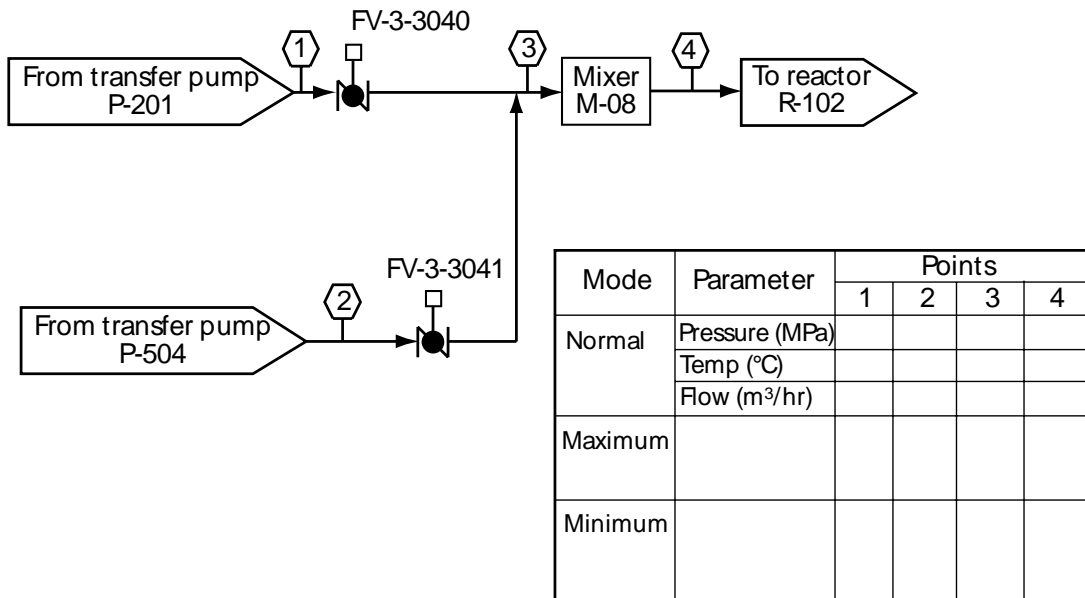 FV-3-3040
1
3
4
From transfer pump
P-201
Mixer
M-08
To reactor
R-102
FV-3-3041
2
From transfer pump
P-504
Mode Parameter Points
1 2 3 4
Normal Pressure (MPa)
Temp (°C)
Flow (m³/hr)
Maximum
Minimum